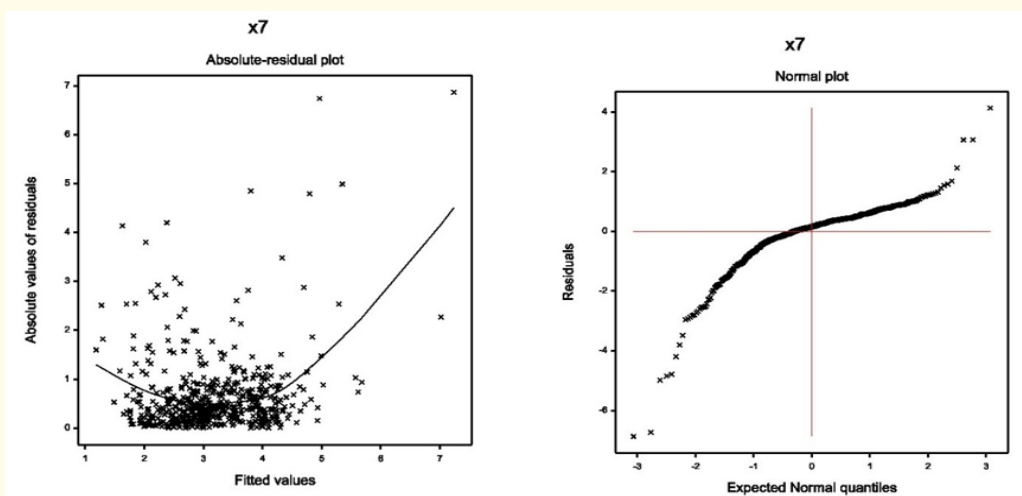 x7
Absolute-residual plot
7
6
5
4
3
2
1
0
1 2 3 4 5 6 7
Absolute values of residuals
Fitted values
x7
Normal plot
4
2
0
-2
-4
-6
-3 -2 -1 0 1 2 3
Residuals
Expected Normal quantiles